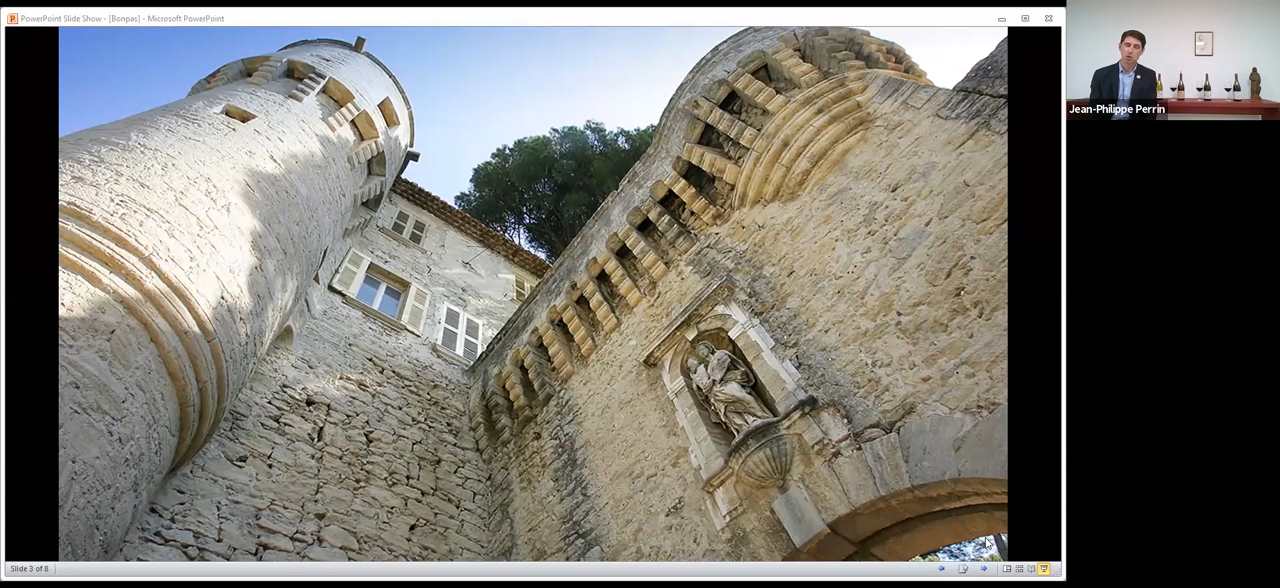 PowerPoint Slide Show - [Bonpas] - Microsoft PowerPoint
Jean-Philippe Perrin
Slide 3 of 8